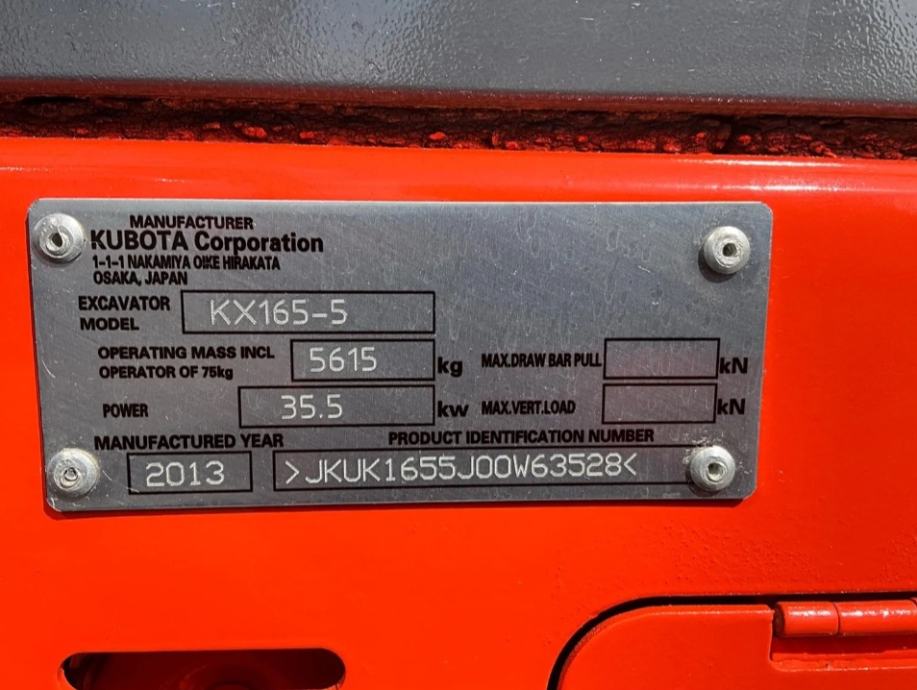 MANUFACTURER
KUBOTA Corporation
1-1-1 NAKAMIYA OIKE HIRAKATA
OSAKA, JAPAN
EXCAVATOR MODEL KX165-5
OPERATING MASS INCL OPERATOR OF 75kg 5615 kg MAX.DRAW BAR PULL kN
POWER 35.5 kw MAX.VERT.LOAD kN
MANUFACTURED YEAR PRODUCT IDENTIFICATION NUMBER
2013 >JKUK1655J00W63528<